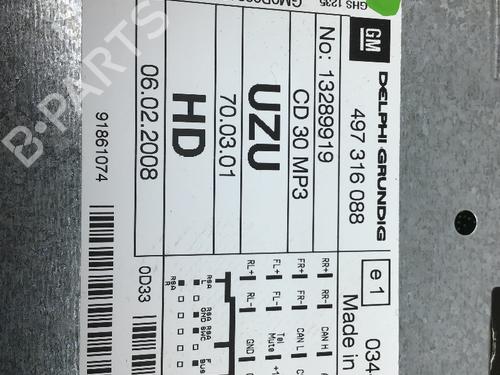 GHS 1235
GM
DELPHI GRUNDIG
497 316 088
No: 13289919
CD 30 MP3
UZU
70.03.01
HD
06.02.2008
91861074
e1
034
Made in
0D33
RR+ RR-
FR+ FR-
FL+ FL-
RL+ RL-
CAN H
CAN L
Tel Mute
GND
+1
B-PARTS